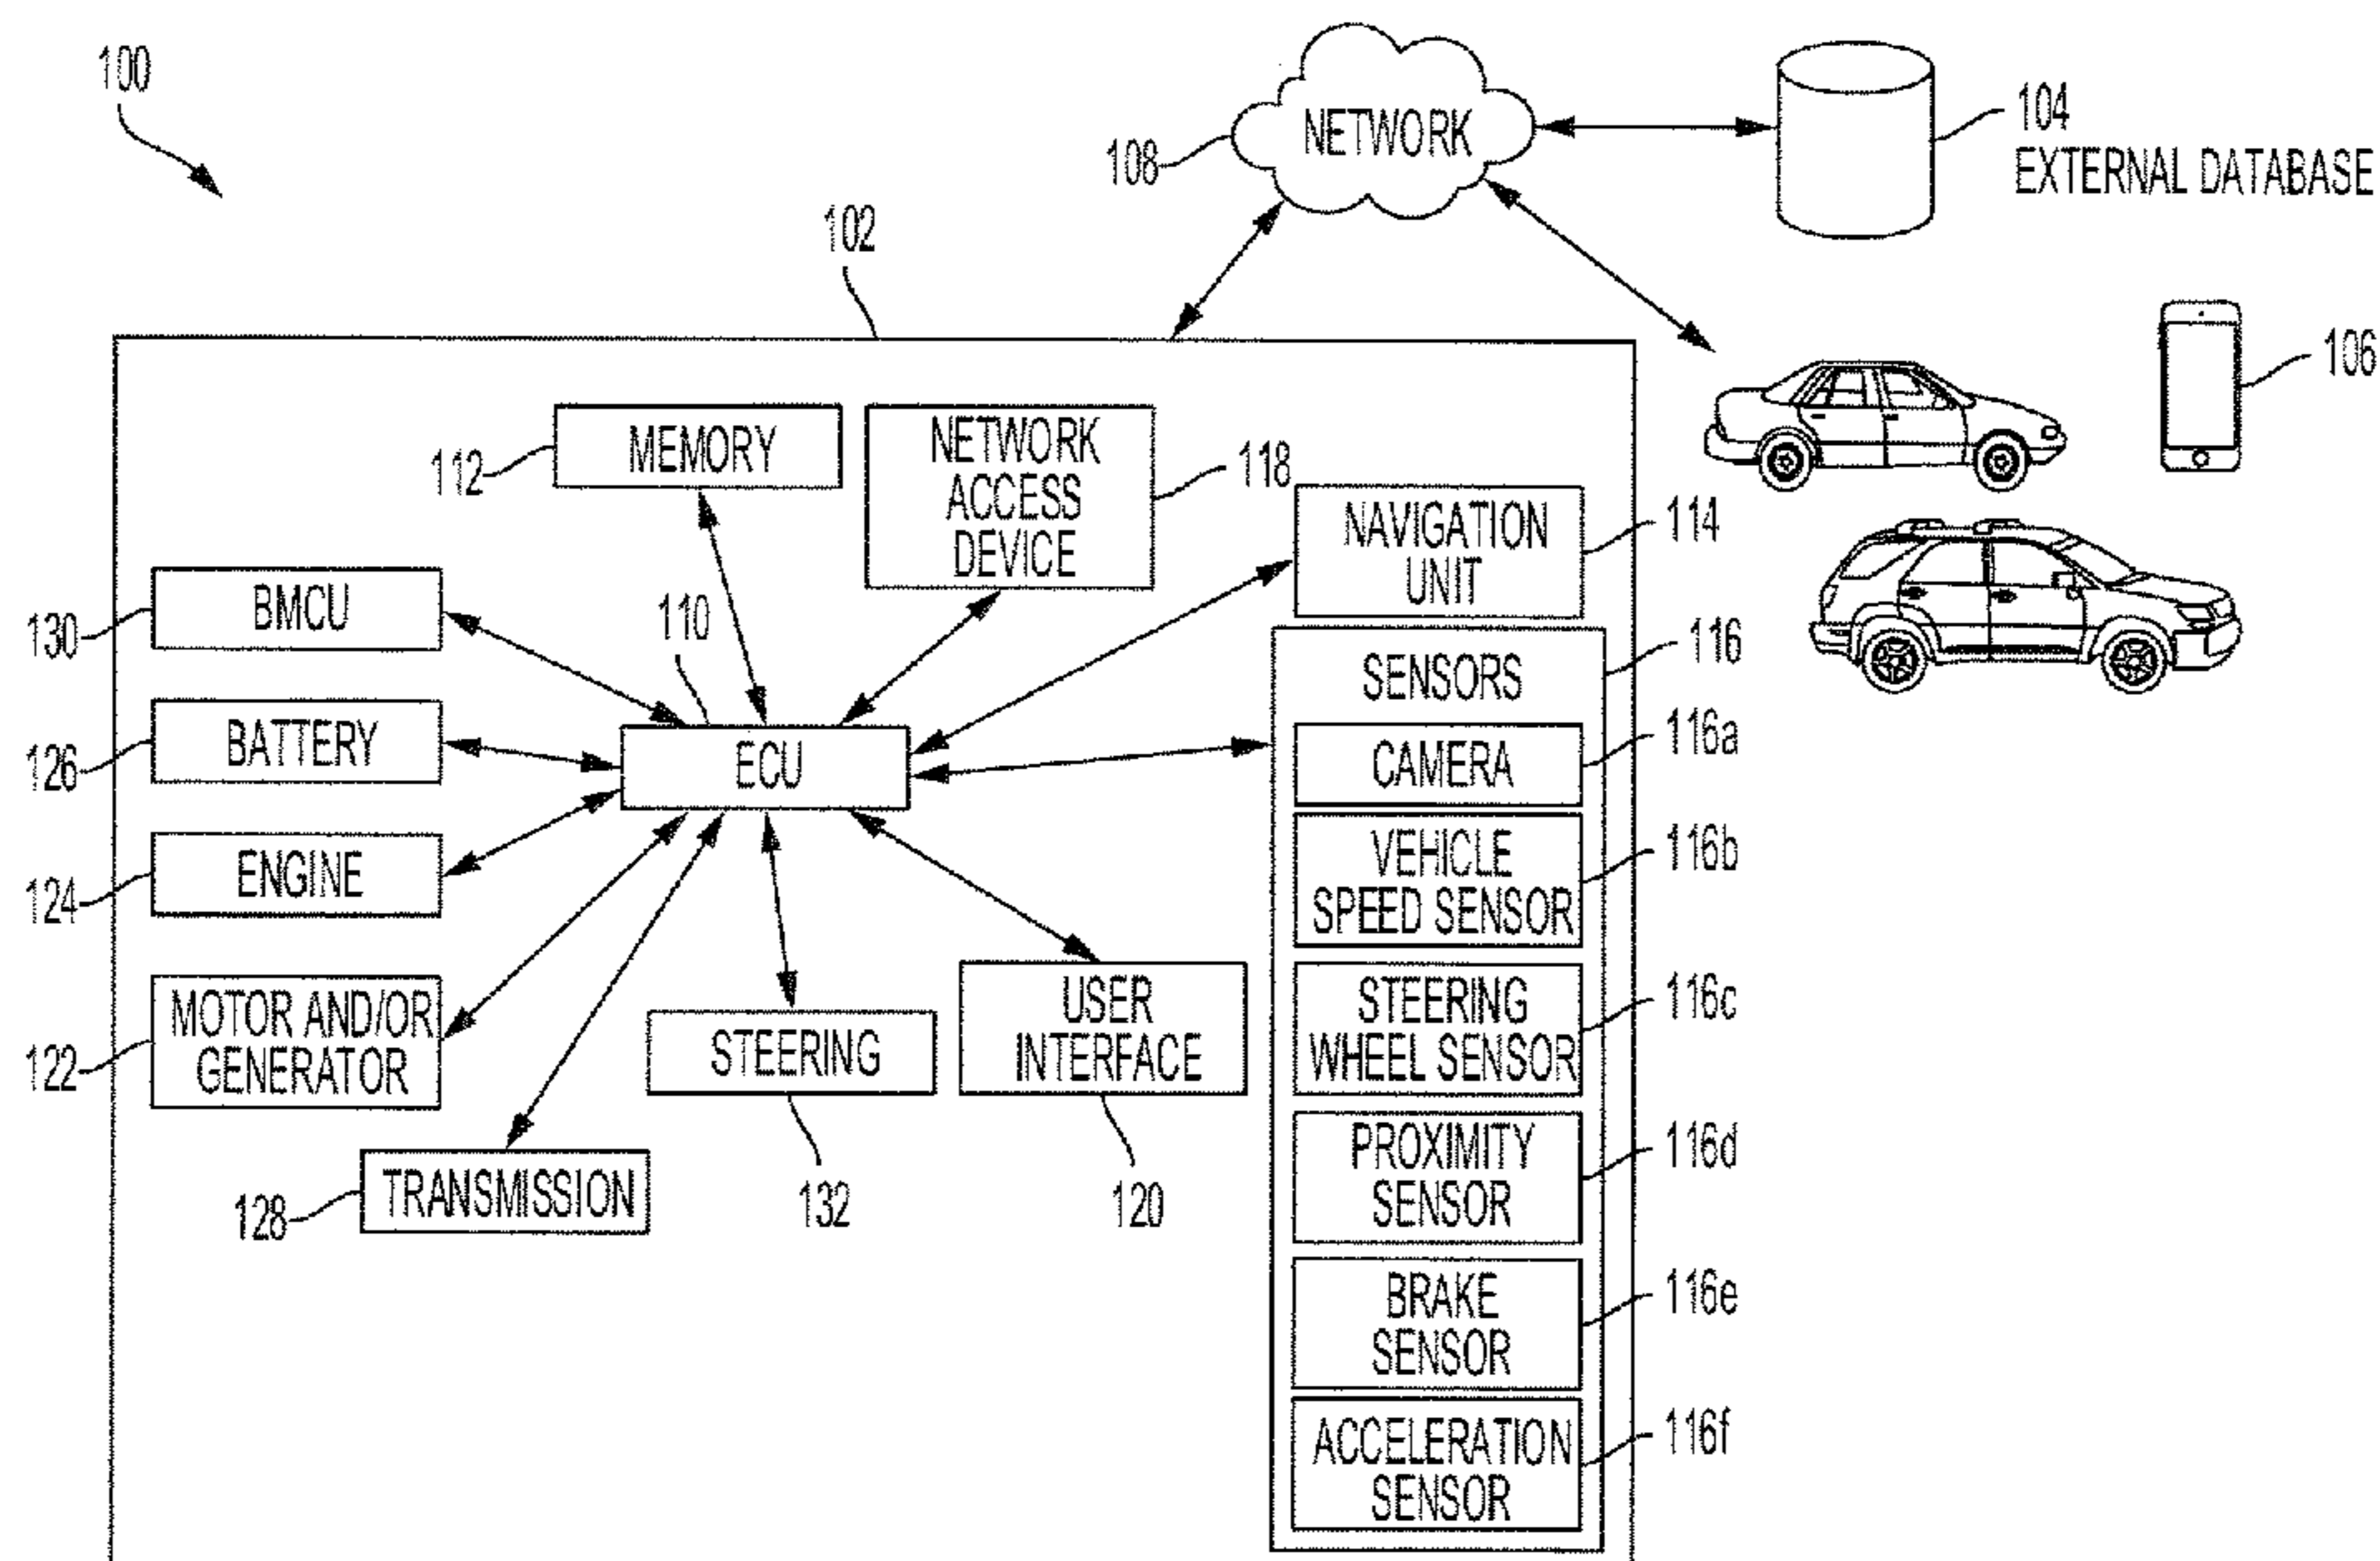 100
108
NETWORK
104
EXTERNAL DATABASE
102
106
112
MEMORY
NETWORK
ACCESS
DEVICE
118
NAVIGATION
UNIT
114
130
BMCU
110
ECU
126
BATTERY
124
ENGINE
122
MOTOR AND/OR
GENERATOR
128
TRANSMISSION
STEERING
132
USER
INTERFACE
120
SENSORS
116
CAMERA
116a
VEHICLE
SPEED SENSOR
116b
STEERING
WHEEL SENSOR
116c
PROXIMITY
SENSOR
116d
BRAKE
SENSOR
116e
ACCELERATION
SENSOR
116f